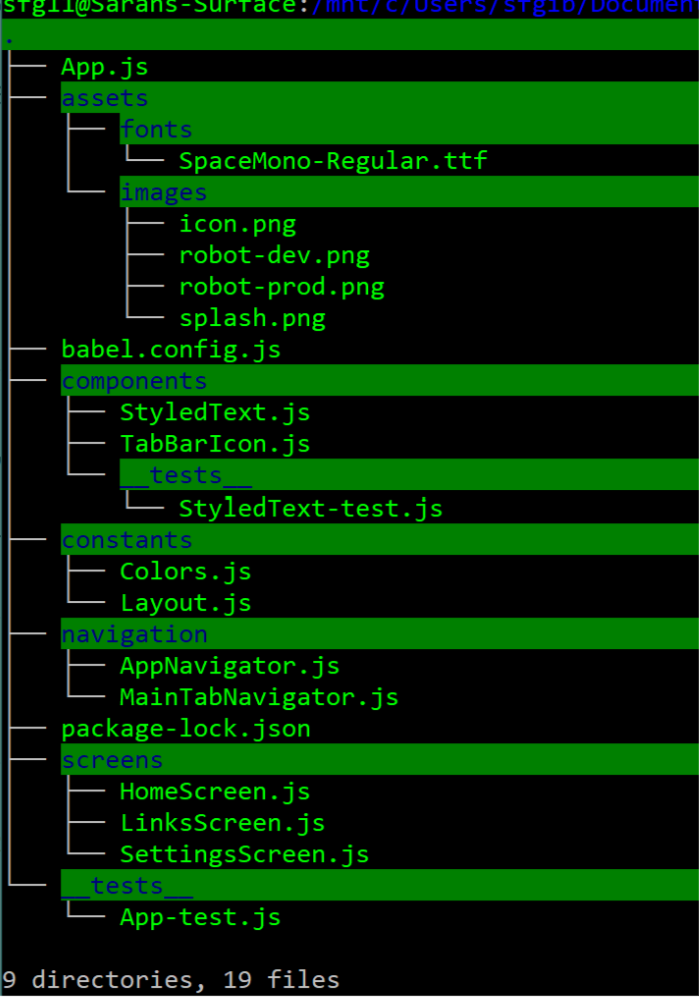 sfgll@Sarahs-Surface:/mnt/c/Users/sfgib/Document
.
├── App.js
├── assets
│   ├── fonts
│   │   └── SpaceMono-Regular.ttf
│   └── images
│       ├── icon.png
│       ├── robot-dev.png
│       ├── robot-prod.png
│       └── splash.png
├── babel.config.js
├── components
│   ├── StyledText.js
│   ├── TabBarIcon.js
│   └── __tests__
│       └── StyledText-test.js
├── constants
│   ├── Colors.js
│   └── Layout.js
├── navigation
│   ├── AppNavigator.js
│   └── MainTabNavigator.js
├── package-lock.json
├── screens
│   ├── HomeScreen.js
│   ├── LinksScreen.js
│   └── SettingsScreen.js
└── __tests__
    └── App-test.js
9 directories, 19 files